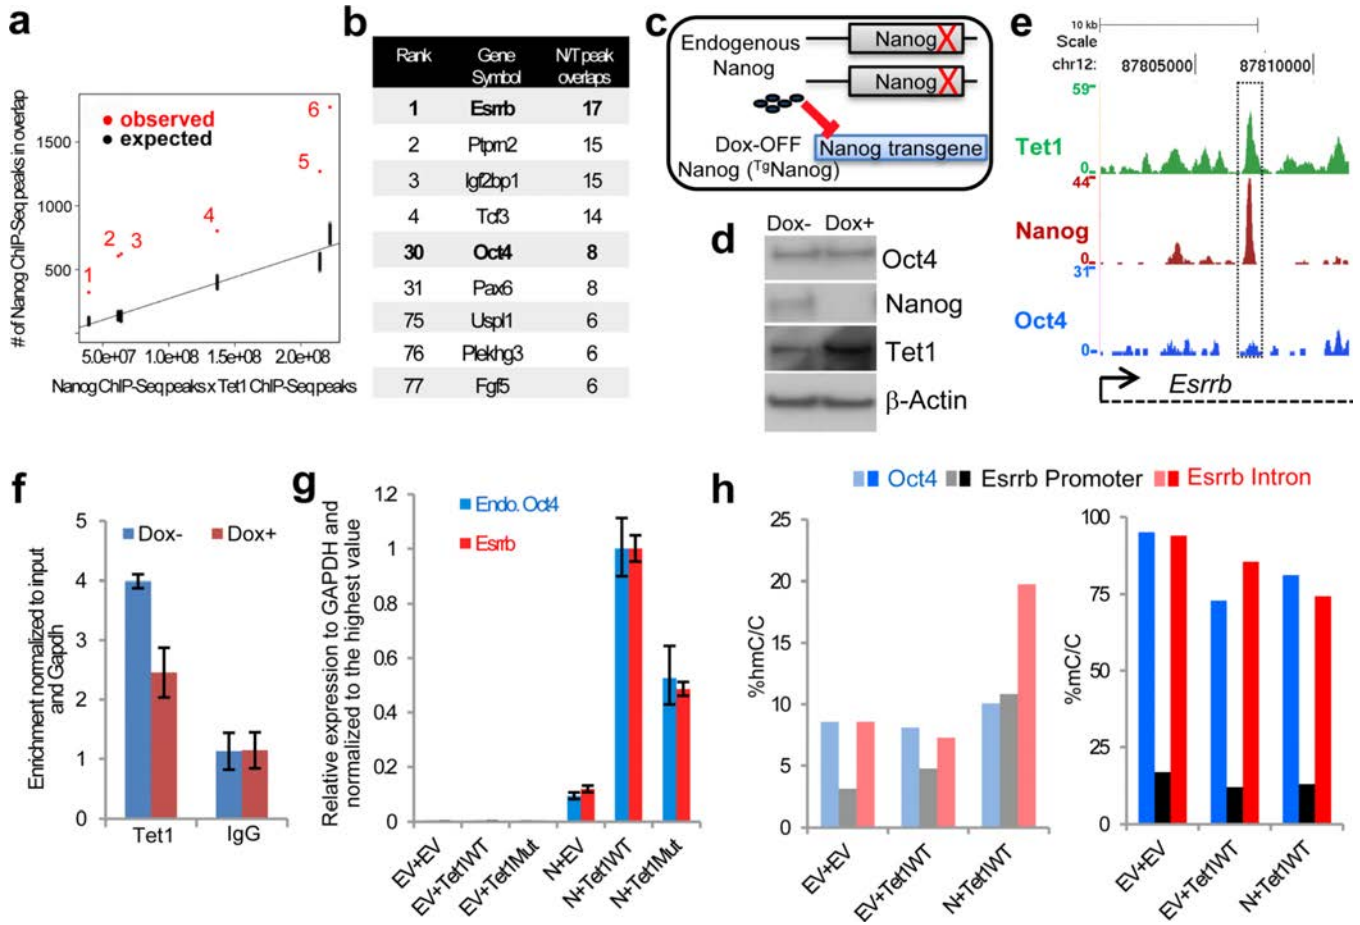 a
# of Nanog ChIP-Seq peaks in overlap
observed
expected
1500
1000
500
1
2
3
4
5
6
5.0e+07 1.0e+08 1.5e+08 2.0e+08
Nanog ChIP-Seq peaks x Tet1 ChIP-Seq peaks
b
Rank Gene Symbol N/T peak overlaps
1 Esrrb 17
2 Ptprn2 15
3 Igf2bp1 15
4 Tcf3 14
30 Oct4 8
31 Pax6 8
75 Uspl1 6
76 Plekhg3 6
77 Fgf5 6
c
Endogenous
Nanog
Nanog
Nanog
Dox-OFF
Nanog (TgNanog)
Nanog transgene
d
Dox- Dox+
Oct4
Nanog
Tet1
β-Actin
e
10 kb
Scale
chr12: 87805000 87810000
59
Tet1
0
44
Nanog
0
31
Oct4
0
Esrrb
f
Enrichment normalized to input
and Gapdh
Dox- Dox+
5
4
3
2
1
0
Tet1 IgG
g
Relative expression to GAPDH and
normalized to the highest value
Endo. Oct4
Esrrb
1.2
1
0.8
0.6
0.4
0.2
0
EV+EV
EV+Tet1WT
EV+Tet1Mut
N+EV
N+Tet1WT
N+Tet1Mut
h
Oct4 Esrrb Promoter Esrrb Intron
%hmC/C
25
20
15
10
5
0
EV+EV
EV+Tet1WT
N+Tet1WT
%mC/C
100
75
50
25
0
EV+EV
EV+Tet1WT
N+Tet1WT